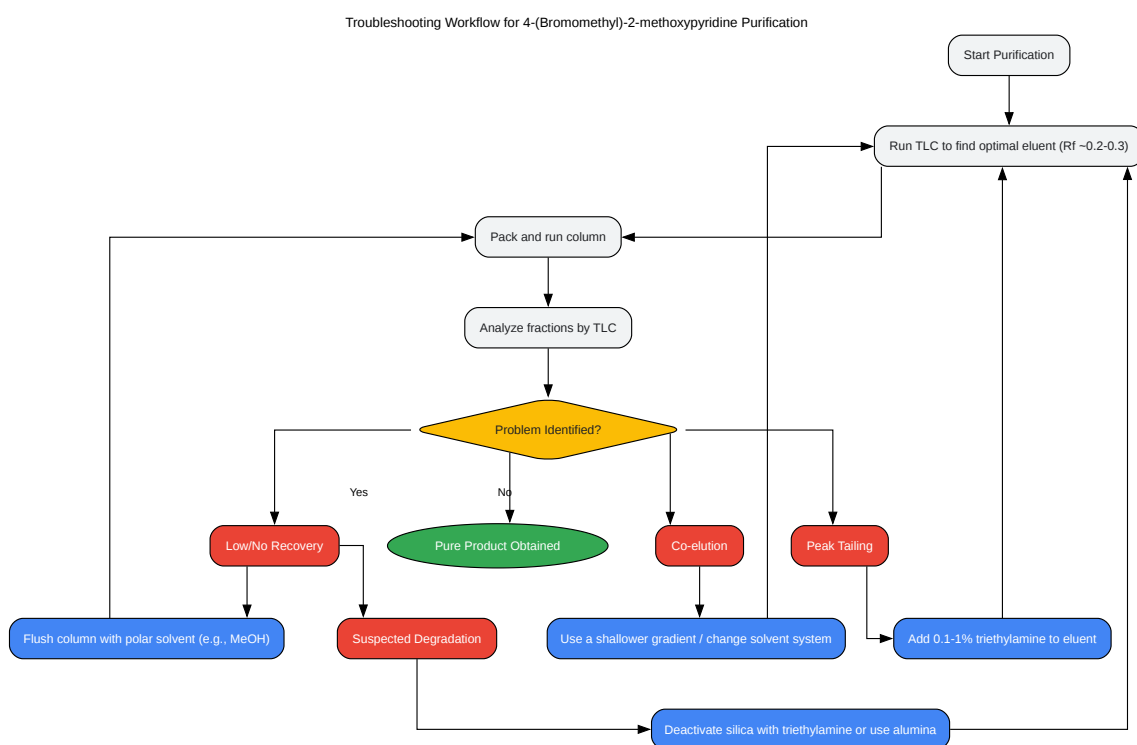 Troubleshooting Workflow for 4-(Bromomethyl)-2-methoxypyridine Purification
Start Purification
Run TLC to find optimal eluent (Rf ~0.2-0.3)
Pack and run column
Analyze fractions by TLC
Problem Identified?
Yes
No
Low/No Recovery
Pure Product Obtained
Co-elution
Peak Tailing
Flush column with polar solvent (e.g., MeOH)
Suspected Degradation
Use a shallower gradient / change solvent system
Add 0.1-1% triethylamine to eluent
Deactivate silica with triethylamine or use alumina